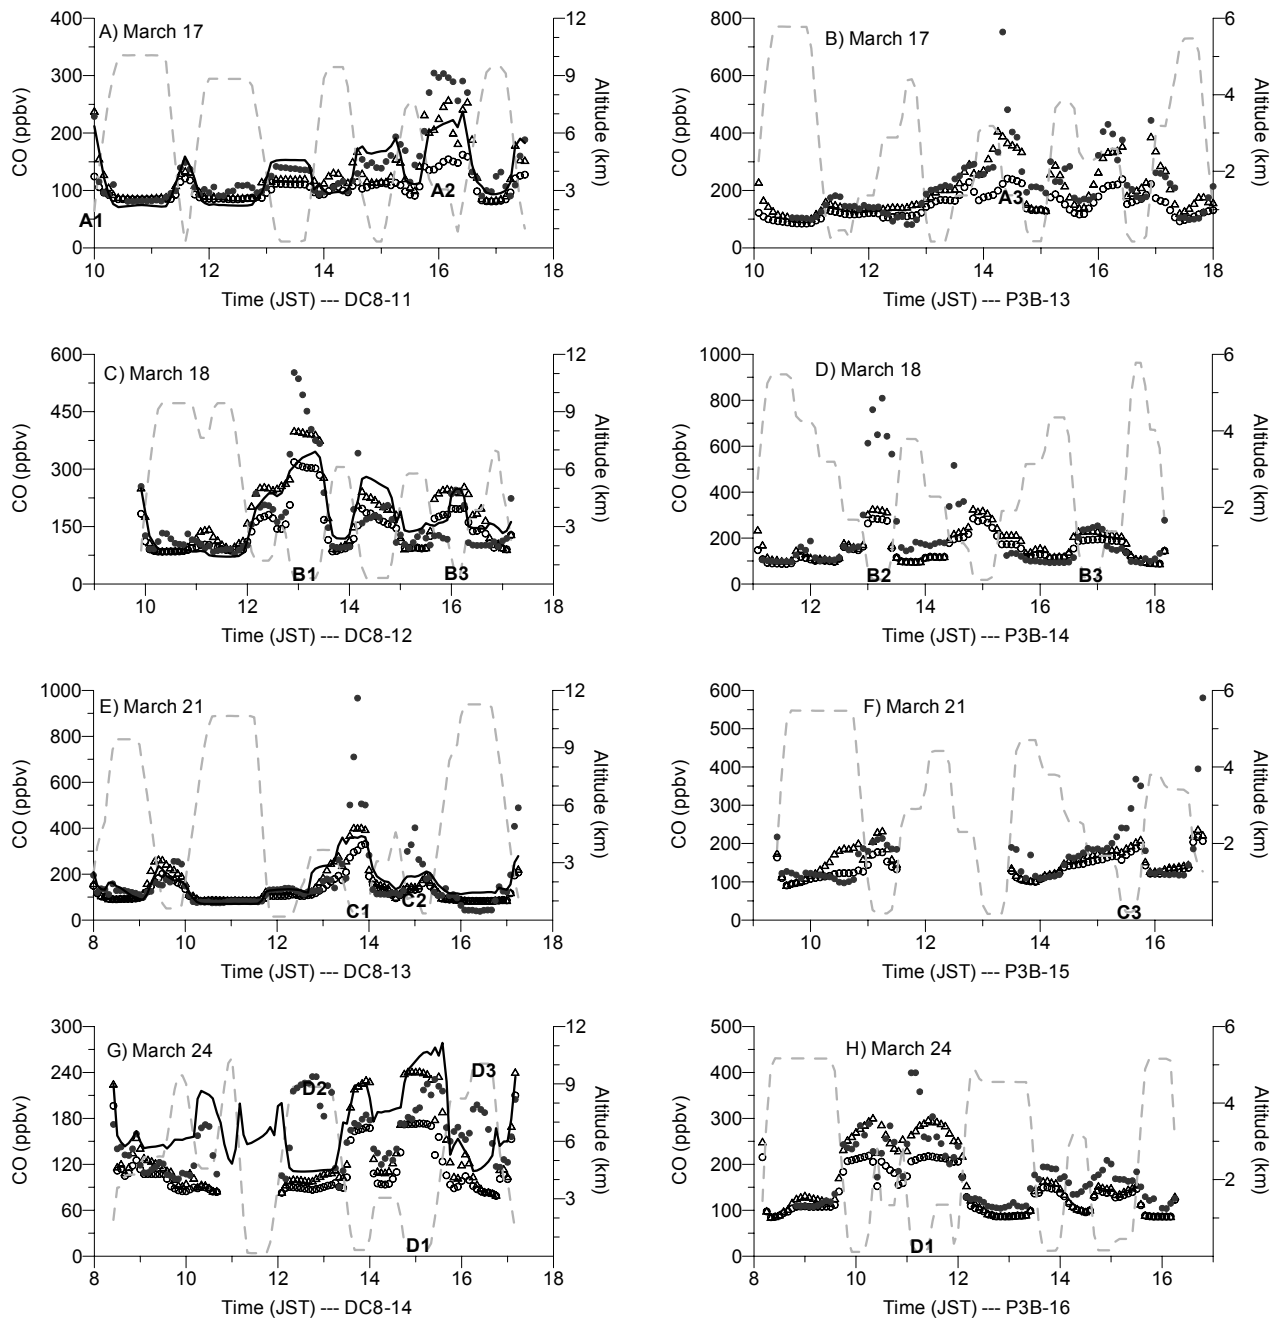 A) March 17
CO (ppbv)
400
300
200
100
0
12
9
6
3
Altitude (km)
A1
A2
10 12 14 16 18
Time (JST) --- DC8-11
B) March 17
CO (ppbv)
800
600
400
200
0
6
4
2
Altitude (km)
A3
10 12 14 16 18
Time (JST) --- P3B-13
C) March 18
CO (ppbv)
600
450
300
150
0
12
9
6
3
Altitude (km)
B1
B3
10 12 14 16 18
Time (JST) --- DC8-12
D) March 18
CO (ppbv)
1000
800
600
400
200
0
6
4
2
Altitude (km)
B2
B3
12 14 16 18
Time (JST) --- P3B-14
E) March 21
CO (ppbv)
1000
800
600
400
200
0
12
9
6
3
Altitude (km)
C1
C2
8 10 12 14 16 18
Time (JST) --- DC8-13
F) March 21
CO (ppbv)
600
500
400
300
200
100
0
6
4
2
Altitude (km)
C3
10 12 14 16
Time (JST) --- P3B-15
G) March 24
CO (ppbv)
300
240
180
120
60
0
12
9
6
3
Altitude (km)
D2
D3
D1
8 10 12 14 16 18
Time (JST) --- DC8-14
H) March 24
CO (ppbv)
500
400
300
200
100
0
6
4
2
Altitude (km)
D1
8 10 12 14 16
Time (JST) --- P3B-16